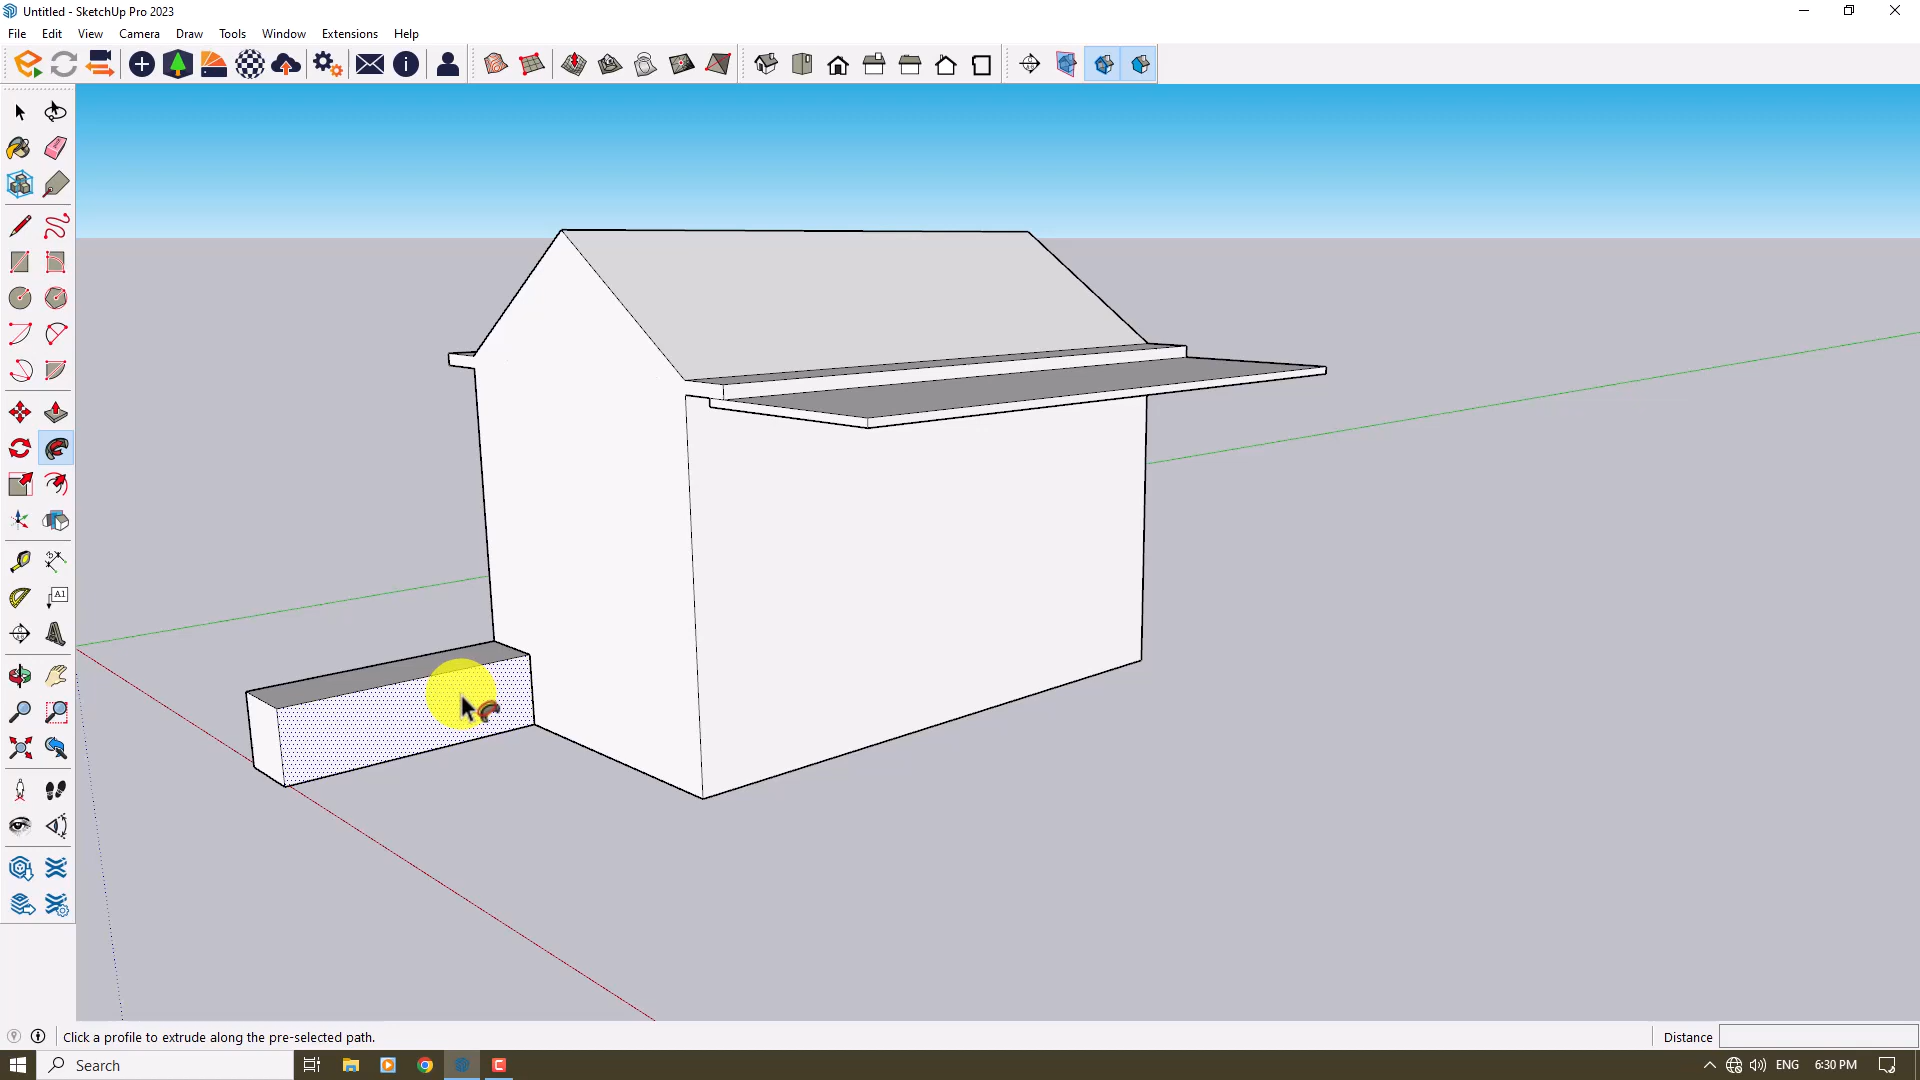 Untitled - SketchUp Pro 2023
File Edit View Camera Draw Tools Window Extensions Help
A1
Click a profile to extrude along the pre-selected path.
Distance
Search
ENG 6:30 PM